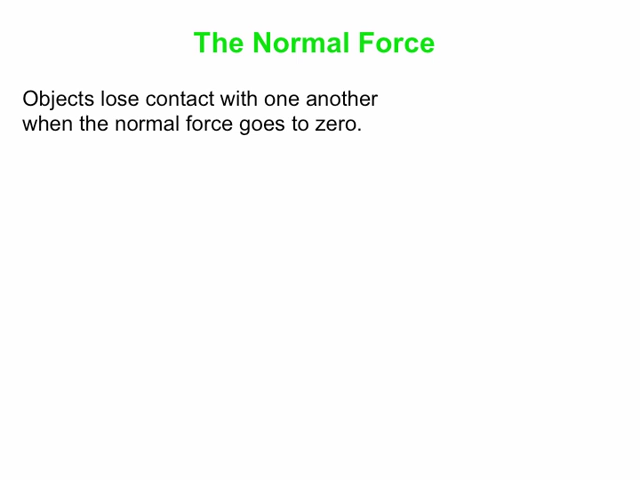 The Normal Force
Objects lose contact with one another
when the normal force goes to zero.